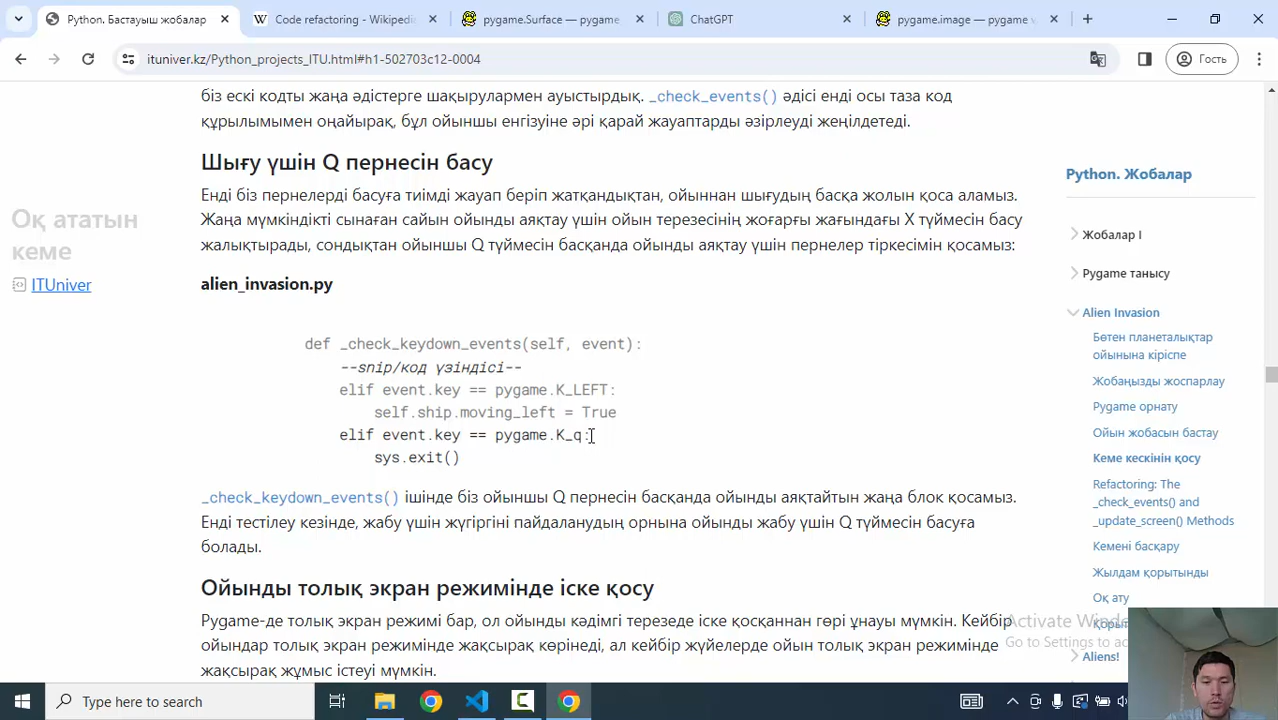 Python. Бастауыш жобалар
Code refactoring - Wikipedi
pygame.Surface — pygame
ChatGPT
pygame.image — pygame v
ituniver.kz/Python_projects_ITU.html#h1-502703c12-0004
Гость
біз ескі кодты жаңа әдістерге шақырулармен ауыстырдық. _check_events() әдісі енді осы таза код
құрылымымен оңайырақ, бұл ойыншы енгізуіне әрі қарай жауаптарды әзірлеуді жеңілдетеді.
Шығу үшін Q пернесін басу
Енді біз пернелерді басуға тиімді жауап беріп жатқандықтан, ойыннан шығудың басқа жолын қоса аламыз.
Жаңа мүмкіндікті сынаған сайын ойынды аяқтау үшін ойын терезесінің жоғарғы жағындағы X түймесін басу
жалықтырады, сондықтан ойыншы Q түймесін басқанда ойынды аяқтау үшін пернелер тіркесімін қосамыз:
alien_invasion.py
def _check_keydown_events(self, event):
--snip/код үзіндісі--
elif event.key == pygame.K_LEFT:
self.ship.moving_left = True
elif event.key == pygame.K_q:
sys.exit()
_check_keydown_events() ішінде біз ойыншы Q пернесін басқанда ойынды аяқтайтын жаңа блок қосамыз.
Енді тестілеу кезінде, жабу үшін жүгіргіні пайдаланудың орнына ойынды жабу үшін Q түймесін басуға
болады.
Ойынды толық экран режимінде іске қосу
Pygame-де толық экран режимі бар, ол ойынды кәдімгі терезеде іске қосқаннан гөрі ұнауы мүмкін. Кейбір
ойындар толық экран режимінде жақсырақ көрінеді, ал кейбір жүйелерде ойын толық экран режимінде
жақсырақ жұмыс істеуі мүмкін.
Оқ ататын
кеме
ITUniver
Python. Жобалар
Жобалар I
Pygame танысу
Alien Invasion
Бөтен планеталықтар
ойынына кіріспе
Жобаңызды жоспарлау
Pygame орнату
Ойын жобасын бастау
Кеме кескінін қосу
Refactoring: The
_check_events() and
_update_screen() Methods
Кемені басқару
Жылдам қорытынды
Оқ ату
Aliens!
Activate Windo
Go to Settings to ac
Type here to search